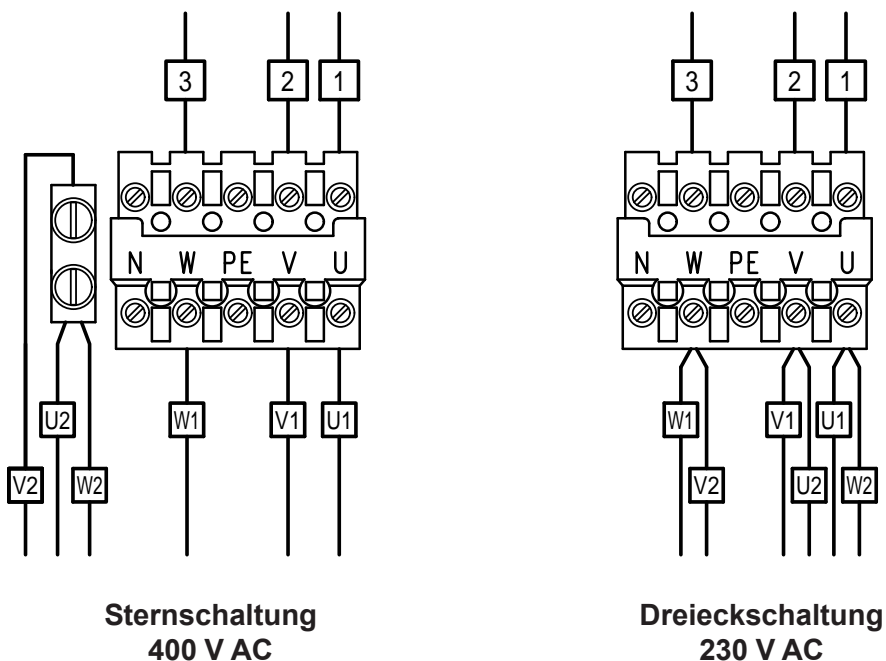 3 2 1
N W PE V U
U2 W1 V1 U1
V2 W2
Sternschaltung
400 V AC
3 2 1
N W PE V U
W1 V1 U1
V2 U2 W2
Dreieckschaltung
230 V AC